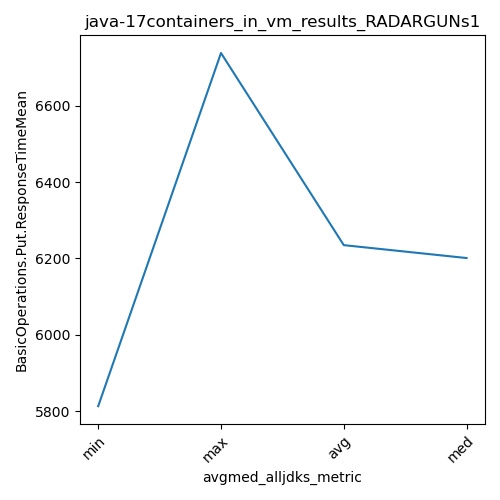 java-17containers_in_vm_results_RADARGUNs1
BasicOperations.Put.ResponseTimeMean
6600
6400
6200
6000
5800
min
max
avg
med
avgmed_alljdks_metric